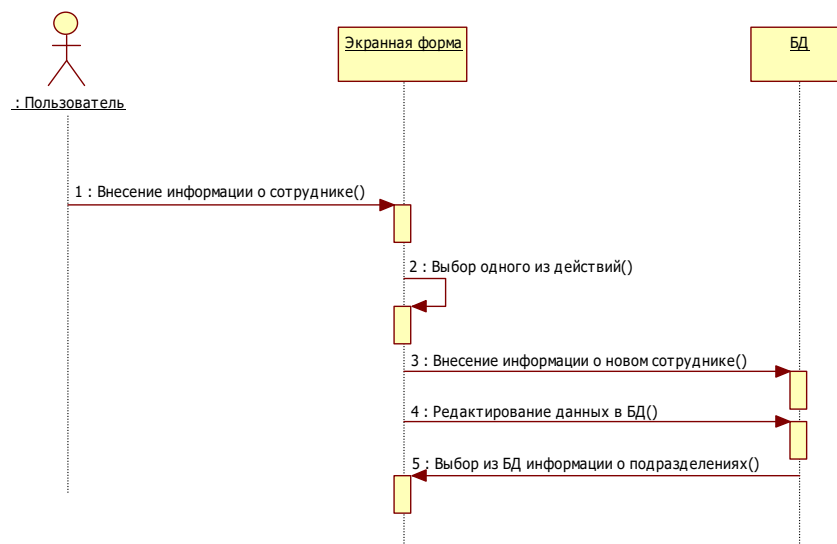 Экранная форма
БД
: Пользователь
1 : Внесение информации о сотруднике()
2 : Выбор одного из действий()
3 : Внесение информации о новом сотруднике()
4 : Редактирование данных в БД()
5 : Выбор из БД информации о подразделениях()